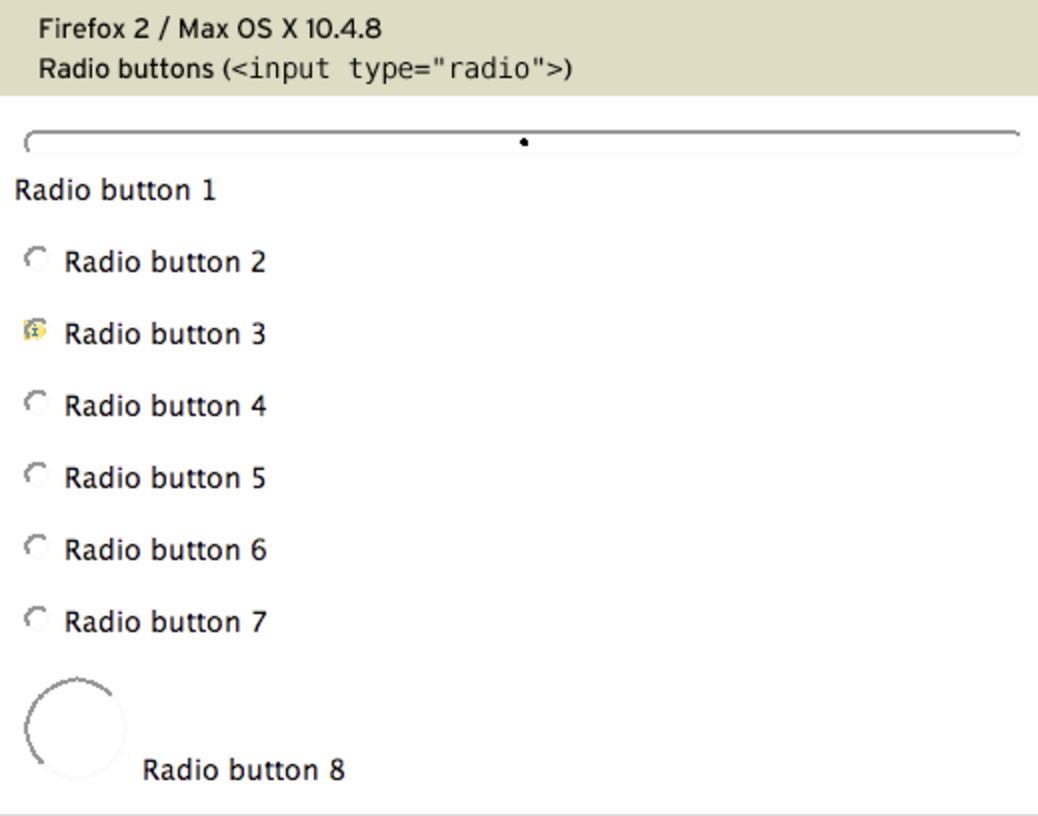 Firefox 2 / Max OS X 10.4.8
Radio buttons (<input type="radio">)
Radio button 1
Radio button 2
Radio button 3
Radio button 4
Radio button 5
Radio button 6
Radio button 7
Radio button 8